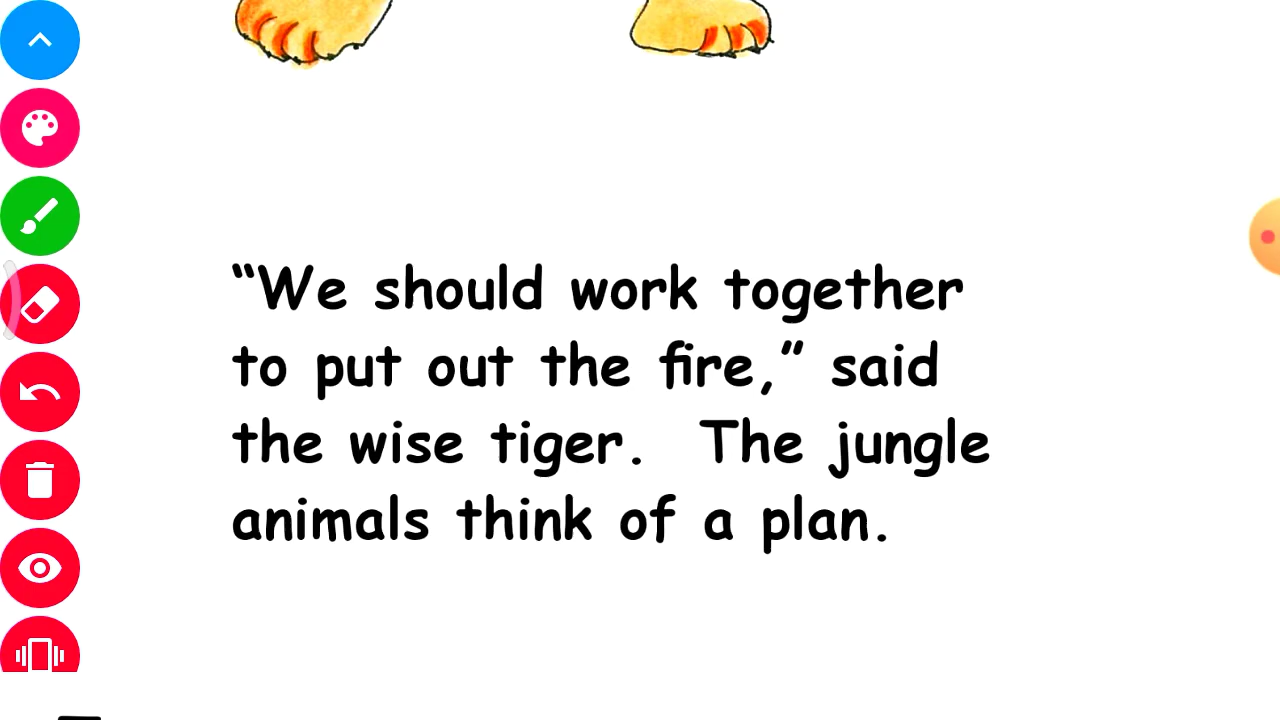 “We should work together
to put out the fire,” said
the wise tiger.  The jungle
animals think of a plan.